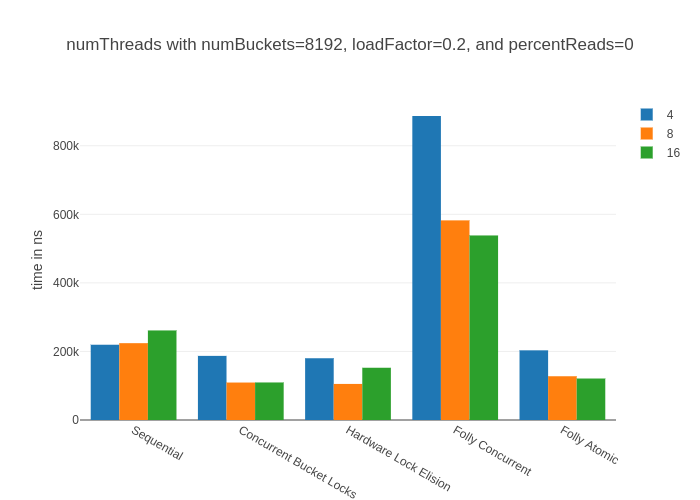 numThreads with numBuckets=8192, loadFactor=0.2, and percentReads=0
4
8
16
800k
600k
400k
200k
0
time in ns
Sequential
Concurrent Bucket Locks
Hardware Lock Elision
Folly Concurrent
Folly Atomic